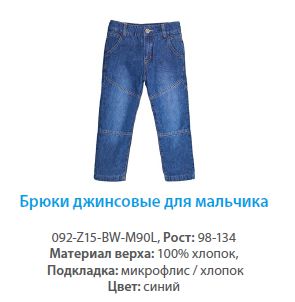 Брюки джинсовые для мальчика
092-Z15-BW-M90L, Рост: 98-134
Материал верха: 100% хлопок,
Подкладка: микрофлис / хлопок
Цвет: синий